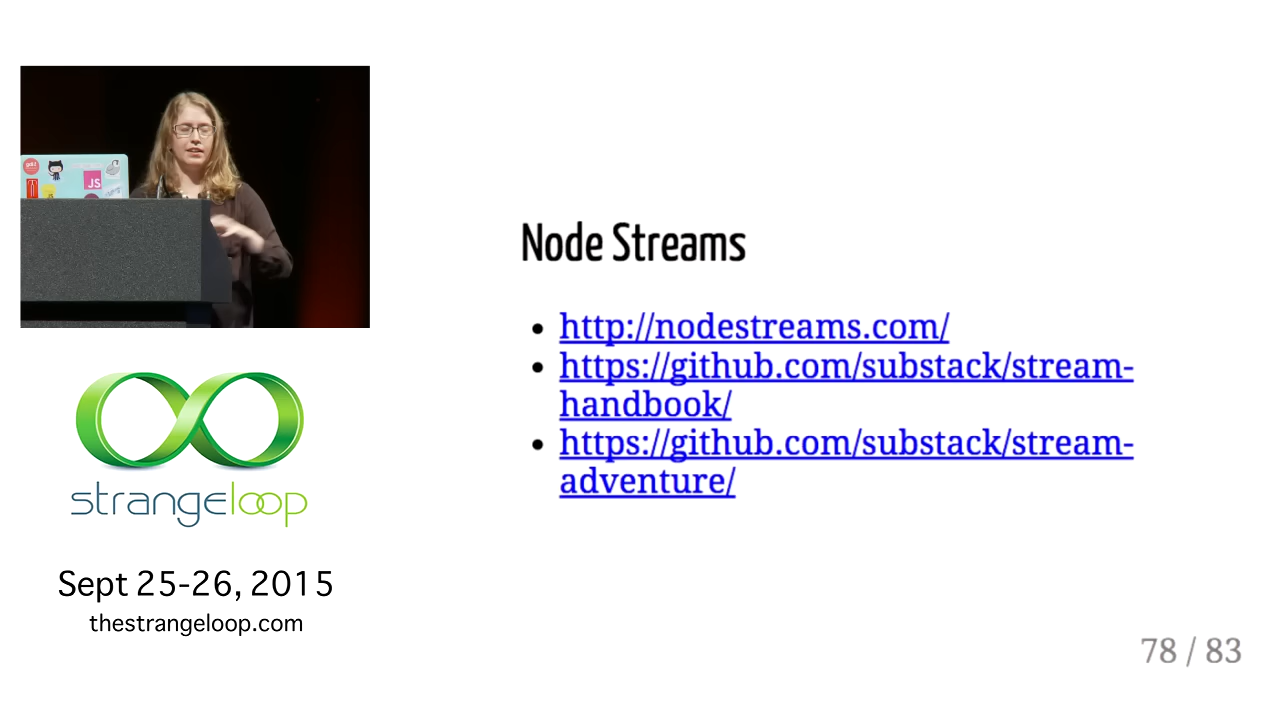 JS
strangeloop
Sept 25-26, 2015
thestrangeloop.com
Node Streams
http://nodestreams.com/
https://github.com/substack/stream-
handbook/
https://github.com/substack/stream-
adventure/
78 / 83